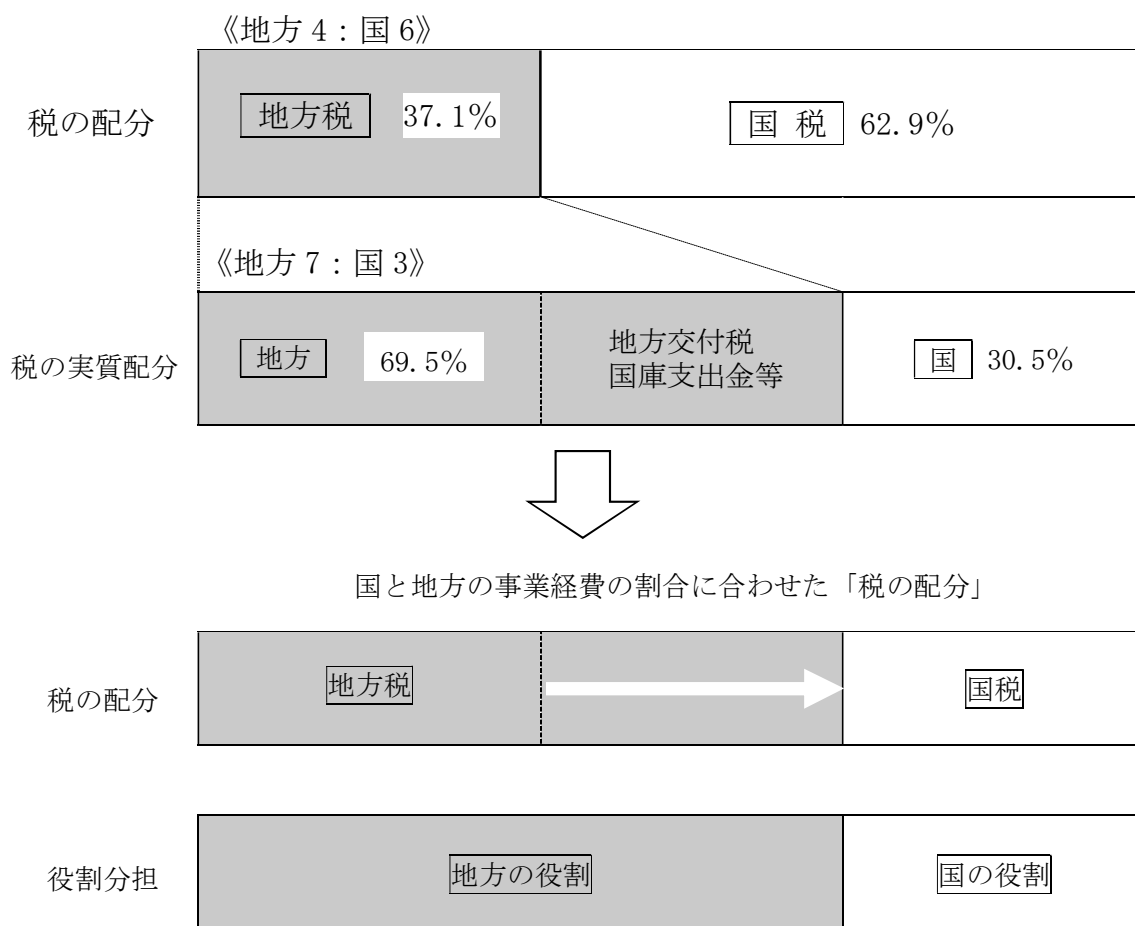 《地方 4：国 6》
税の配分 地方税 37.1% 国 税 62.9%
《地方 7：国 3》
税の実質配分 地方 69.5% 地方交付税 国 30.5%
国庫支出金等
国と地方の事業経費の割合に合わせた「税の配分」
税の配分 地方税 国税
役割分担 地方の役割 国の役割